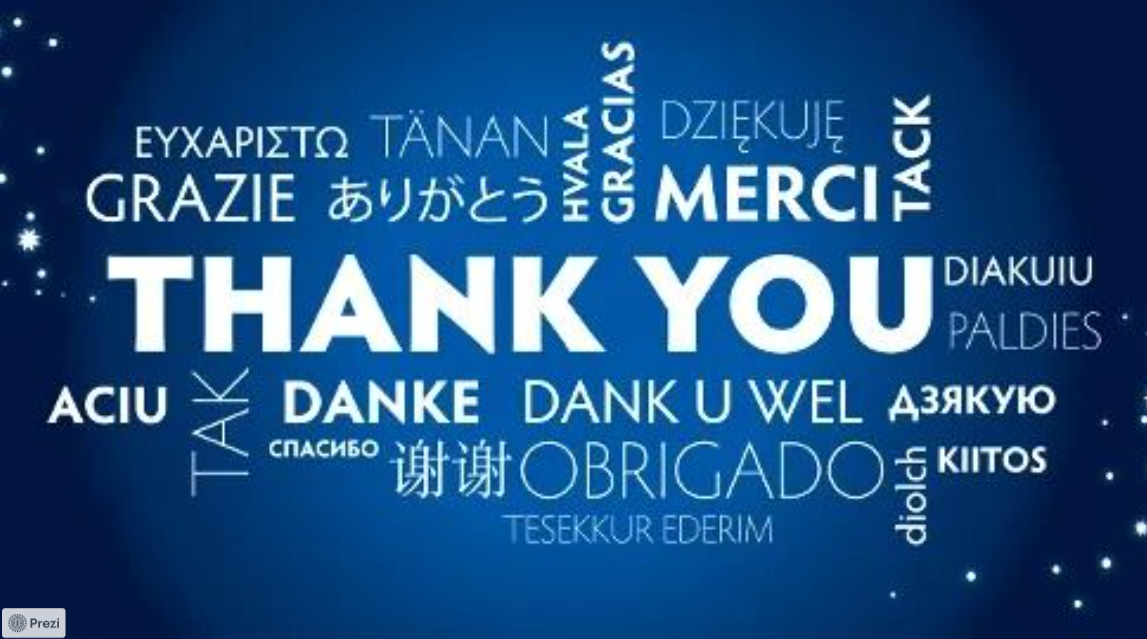 ΕΥΧΑΡΙΣΤΩ
TÄNAN
HVALA
GRACIAS
DZIĘKUJĘ
TACK
GRAZIE
ありがとう
MERCI
THANK YOU
DIAKUIU
PALDIES
ACIU
TAK
DANKE
DANK U WEL
ДЗЯКУЮ
СПАСИБО
谢谢
OBRIGADO
diolch
KIITOS
TESEKKUR EDERIM
Prezi